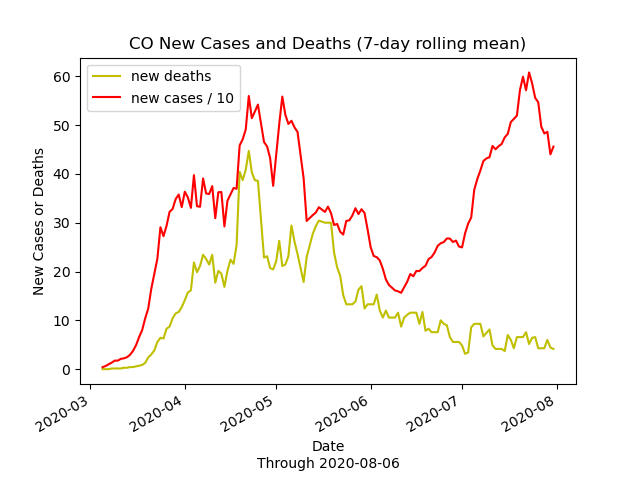 CO New Cases and Deaths (7-day rolling mean)
new deaths
new cases / 10
60
50
40
30
20
10
0
New Cases or Deaths
2020-03
2020-04
2020-05
2020-06
2020-07
2020-08
Date
Through 2020-08-06